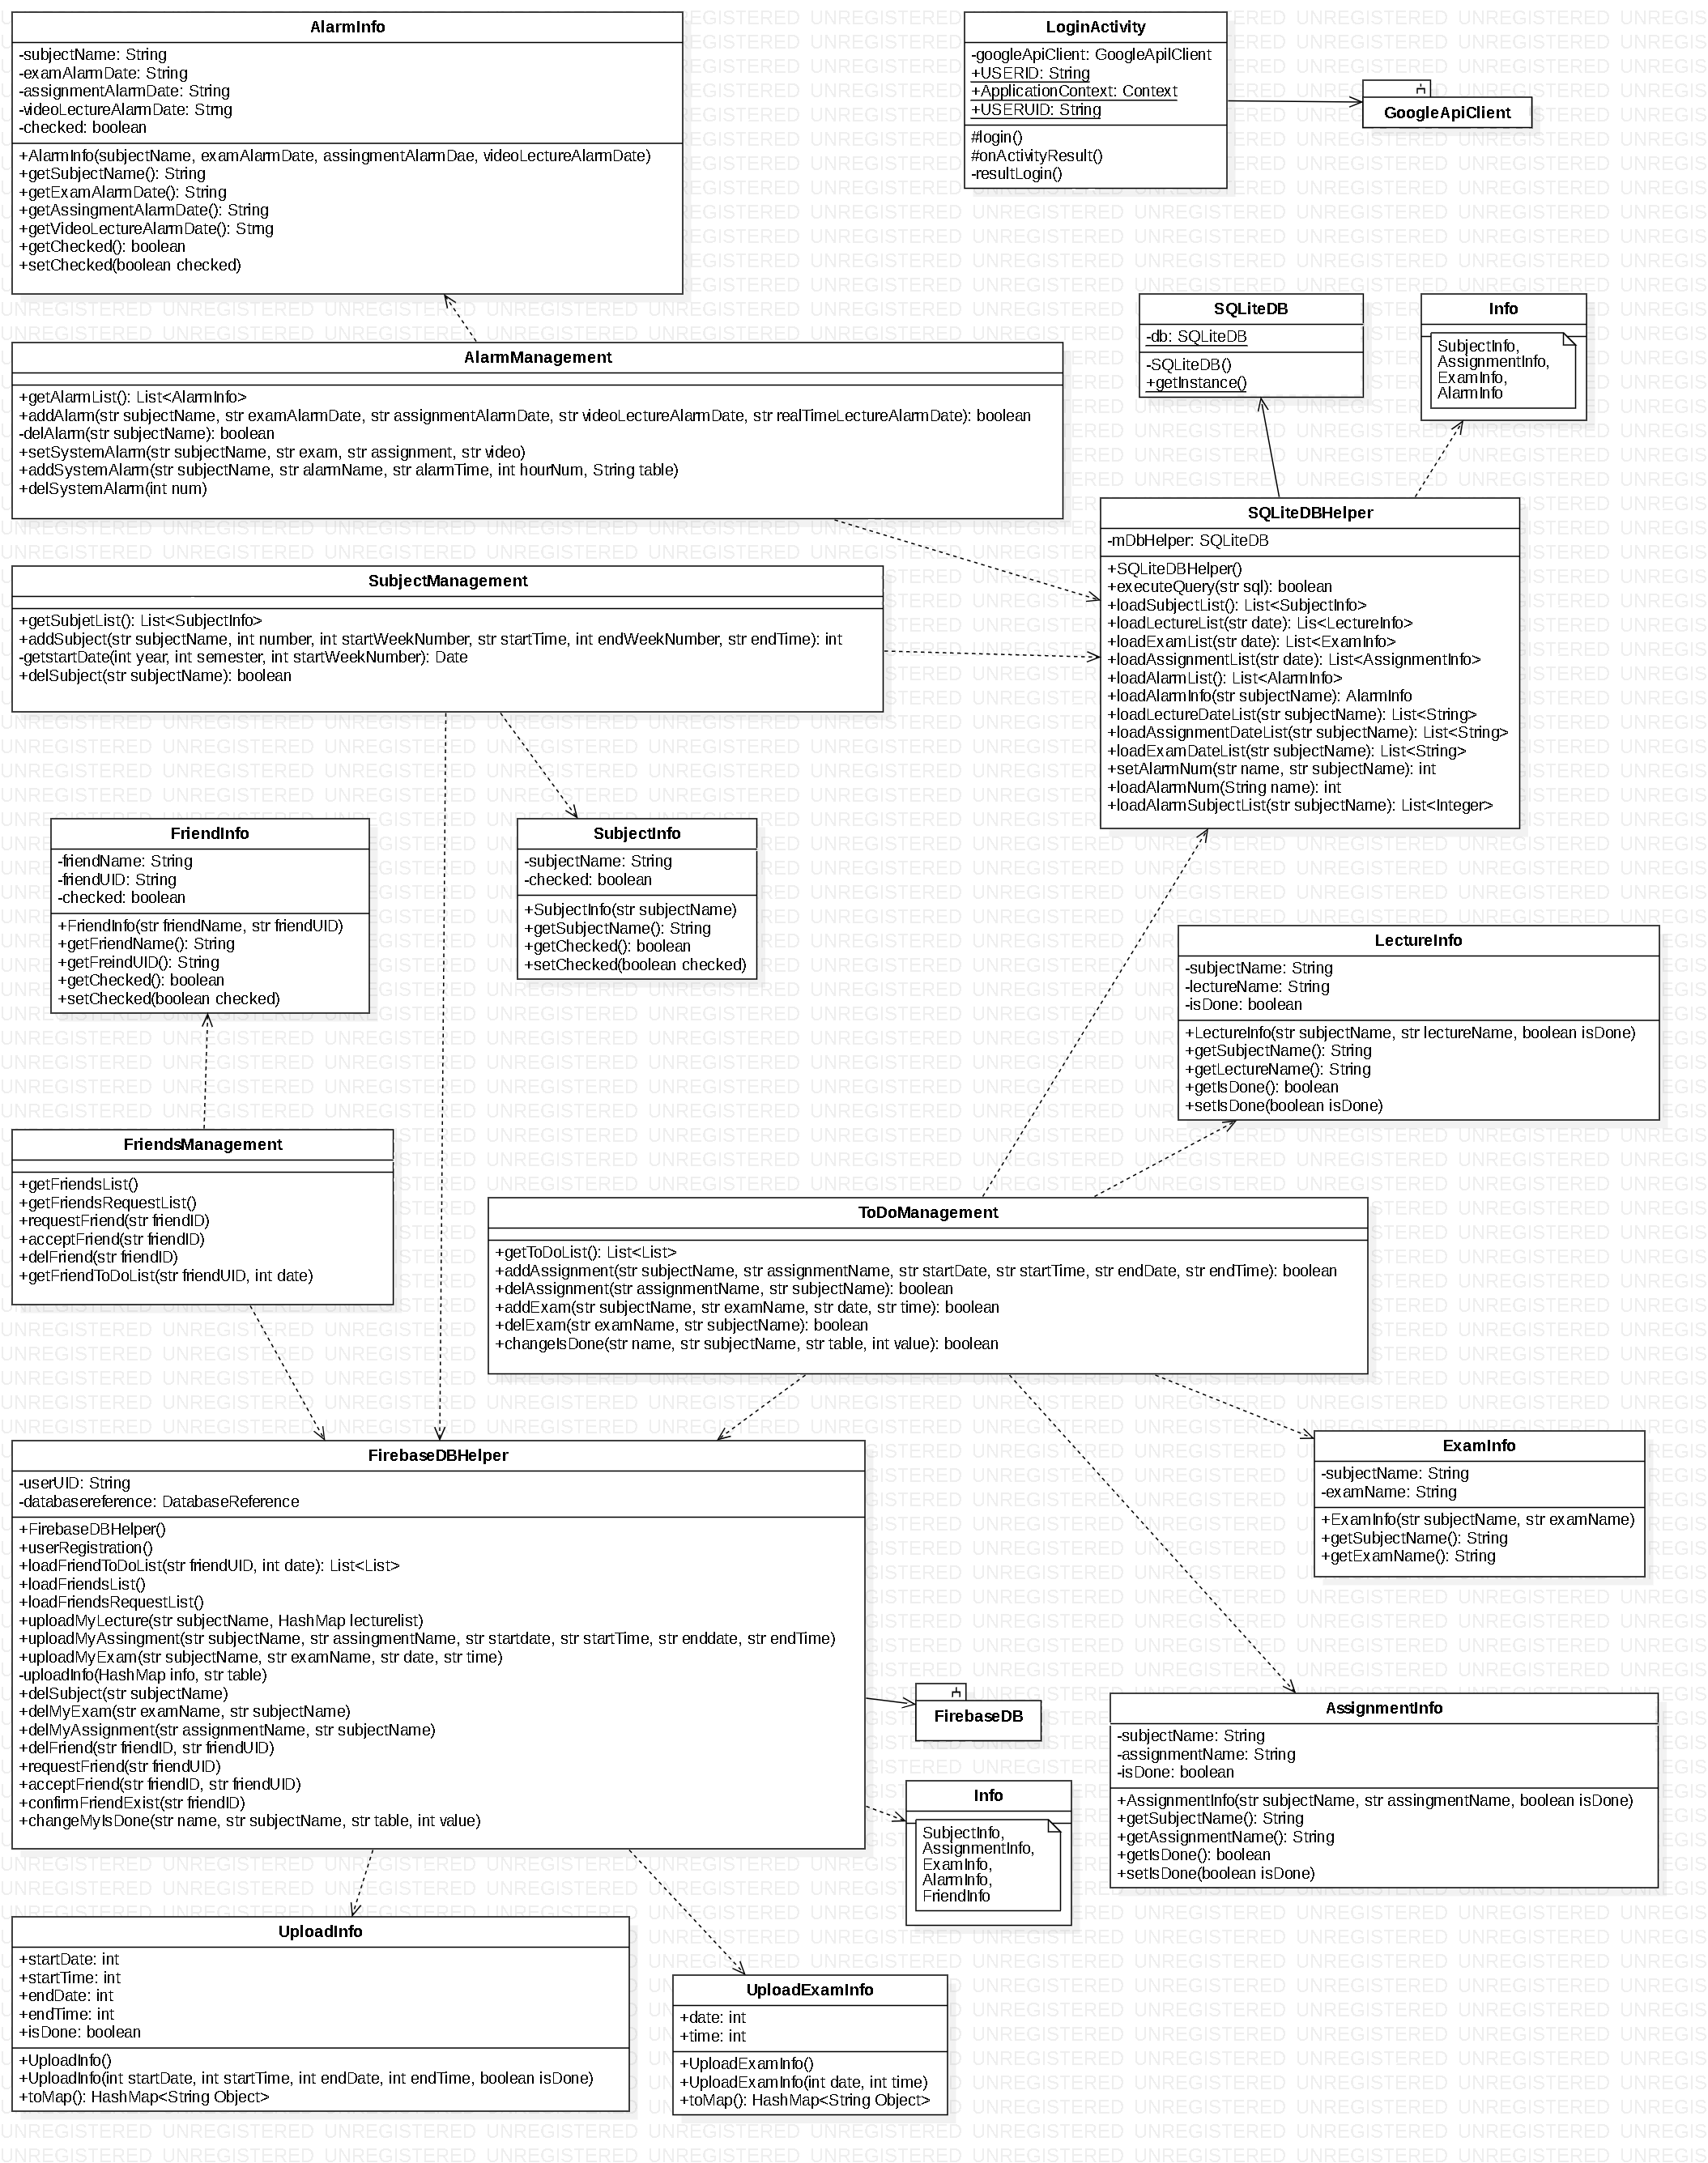 AlarmInfo
-subjectName: String
-examAlarmDate: String
-assignmentAlarmDate: String
-videoLectureAlarmDate: Strng
-checked: boolean
+AlarmInfo(subjectName, examAlarmDate, assingmentAlarmDae, videoLectureAlarmDate)
+getSubjectName(): String
+getExamAlarmDate(): String
+getAssingmentAlarmDate(): String
+getVideoLectureAlarmDate(): Strng
+getChecked(): boolean
+setChecked(boolean checked)
LoginActivity
-googleApiClient: GoogleApilClient
+USERID: String
+ApplicationContext: Context
+USERUID: String
#login()
#onActivityResult()
-resultLogin()
GoogleApiClient
AlarmManagement
+getAlarmList(): List<AlarmInfo>
+addAlarm(str subjectName, str examAlarmDate, str assignmentAlarmDate, str videoLectureAlarmDate, str realTimeLectureAlarmDate): boolean
-delAlarm(str subjectName): boolean
+setSystemAlarm(str subjectName, str exam, str assignment, str video)
+addSystemAlarm(str subjectName, str alarmName, str alarmTime, int hourNum, String table)
+delSystemAlarm(int num)
SQLiteDB
-db: SQLiteDB
-SQLiteDB()
+getInstance()
Info
SubjectInfo,
AssignmentInfo,
ExamInfo,
AlarmInfo
SQLiteDBHelper
-mDbHelper: SQLiteDB
+SQLiteDBHelper()
+executeQuery(str sql): boolean
+loadSubjectList(): List<SubjectInfo>
+loadLectureList(str date): Lis<LectureInfo>
+loadExamList(str date): List<ExamInfo>
+loadAssignmentList(str date): List<AssignmentInfo>
+loadAlarmList(): List<AlarmInfo>
+loadAlarmInfo(str subjectName): AlarmInfo
+loadLectureDateList(str subjectName): List<String>
+loadAssignmentDateList(str subjectName): List<String>
+loadExamDateList(str subjectName): List<String>
+setAlarmNum(str name, str subjectName): int
+loadAlarmNum(String name): int
+loadAlarmSubjectList(str subjectName): List<Integer>
SubjectManagement
+getSubjetList(): List<SubjectInfo>
+addSubject(str subjectName, int number, int startWeekNumber, str startTime, int endWeekNumber, str endTime): int
-getstartDate(int year, int semester, int startWeekNumber): Date
+delSubject(str subjectName): boolean
FriendInfo
-friendName: String
-friendUID: String
-checked: boolean
+FriendInfo(str friendName, str friendUID)
+getFriendName(): String
+getFreindUID(): String
+getChecked(): boolean
+setChecked(boolean checked)
SubjectInfo
-subjectName: String
-checked: boolean
+SubjectInfo(str subjectName)
+getSubjectName(): String
+getChecked(): boolean
+setChecked(boolean checked)
LectureInfo
-subjectName: String
-lectureName: String
-isDone: boolean
+LectureInfo(str subjectName, str lectureName, boolean isDone)
+getSubjectName(): String
+getLectureName(): String
+getIsDone(): boolean
+setIsDone(boolean isDone)
FriendsManagement
+getFriendsList()
+getFriendsRequestList()
+requestFriend(str friendID)
+acceptFriend(str friendID)
+delFriend(str friendID)
+getFriendToDoList(str friendUID, int date)
ToDoManagement
+getToDoList(): List<List>
+addAssignment(str subjectName, str assignmentName, str startDate, str startTime, str endDate, str endTime): boolean
+delAssignment(str assignmentName, str subjectName): boolean
+addExam(str subjectName, str examName, str date, str time): boolean
+delExam(str examName, str subjectName): boolean
+changeIsDone(str name, str subjectName, str table, int value): boolean
FirebaseDBHelper
-userUID: String
-databasereference: DatabaseReference
+FirebaseDBHelper()
+userRegistration()
+loadFriendToDoList(str friendUID, int date): List<List>
+loadFriendsList()
+loadFriendsRequestList()
+uploadMyLecture(str subjectName, HashMap lecturelist)
+uploadMyAssingment(str subjectName, str assingmentName, str startdate, str startTime, str enddate, str endTime)
+uploadMyExam(str subjectName, str examName, str date, str time)
-uploadInfo(HashMap info, str table)
+delSubject(str subjectName)
+delMyExam(str examName, str subjectName)
+delMyAssignment(str assignmentName, str subjectName)
+delFriend(str friendID, str friendUID)
+requestFriend(str friendUID)
+acceptFriend(str friendID, str friendUID)
+confirmFriendExist(str friendID)
+changeMyIsDone(str name, str subjectName, str table, int value)
ExamInfo
-subjectName: String
-examName: String
+ExamInfo(str subjectName, str examName)
+getSubjectName(): String
+getExamName(): String
FirebaseDB
AssignmentInfo
-subjectName: String
-assignmentName: String
-isDone: boolean
+AssignmentInfo(str subjectName, str assingmentName, boolean isDone)
+getSubjectName(): String
+getAssignmentName(): String
+getIsDone(): boolean
+setIsDone(boolean isDone)
Info
SubjectInfo,
AssignmentInfo,
ExamInfo,
AlarmInfo,
FriendInfo
UploadInfo
+startDate: int
+startTime: int
+endDate: int
+endTime: int
+isDone: boolean
+UploadInfo()
+UploadInfo(int startDate, int startTime, int endDate, int endTime, boolean isDone)
+toMap(): HashMap<String Object>
UploadExamInfo
+date: int
+time: int
+UploadExamInfo()
+UploadExamInfo(int date, int time)
+toMap(): HashMap<String Object>